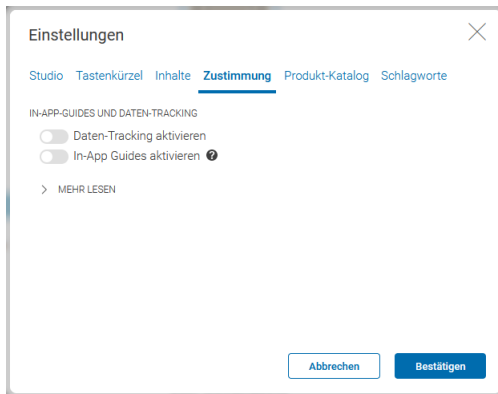 Einstellungen
Studio Tastenkürzel Inhalte Zustimmung Produkt-Katalog Schlagworte
IN-APP-GUIDES UND DATEN-TRACKING
Daten-Tracking aktivieren
In-App Guides aktivieren ?
> MEHR LESEN
Abbrechen Bestätigen